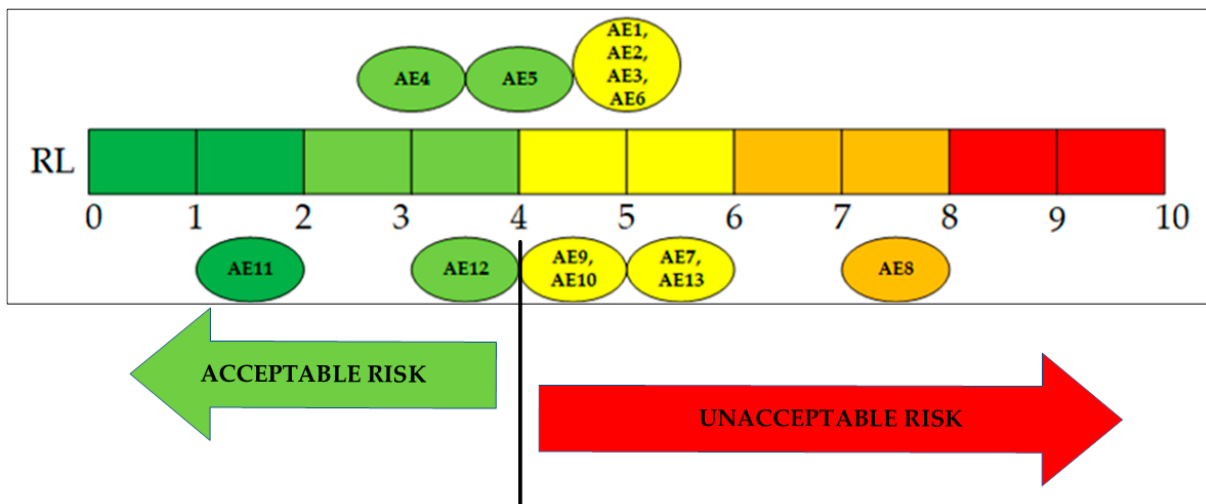 AE1,
AE2,
AE3,
AE6
AE4
AE5
RL
0 1 2 3 4 5 6 7 8 9 10
AE11
AE12
AE9,
AE10
AE7,
AE13
AE8
ACCEPTABLE RISK
UNACCEPTABLE RISK